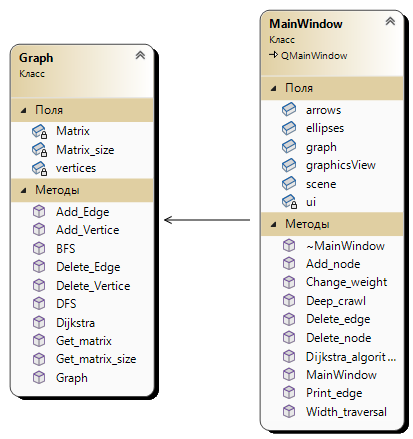 Graph
Класс
Поля
Matrix
Matrix_size
vertices
Методы
Add_Edge
Add_Vertice
BFS
Delete_Edge
Delete_Vertice
DFS
Dijkstra
Get_matrix
Get_matrix_size
Graph
MainWindow
Класс
QMainWindow
Поля
arrows
ellipses
graph
graphicsView
scene
ui
Методы
~MainWindow
Add_node
Change_weight
Deep_crawl
Delete_edge
Delete_node
Dijkstra_algorit...
MainWindow
Print_edge
Width_traversal